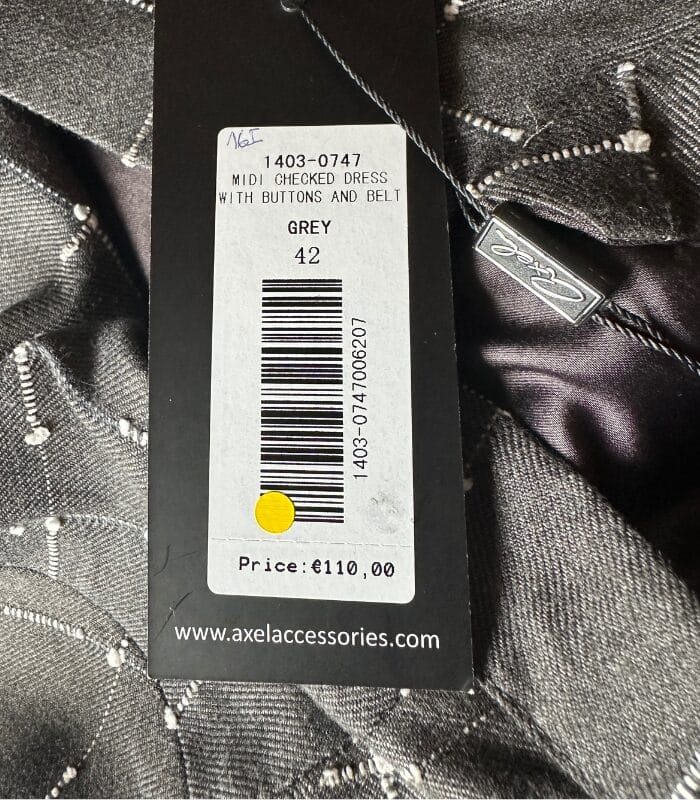 1403-0747
MIDI CHECKED DRESS
WITH BUTTONS AND BELT
GREY
42
1403-0747006207
Price:€110,00
www.axelaccessories.com
Axel